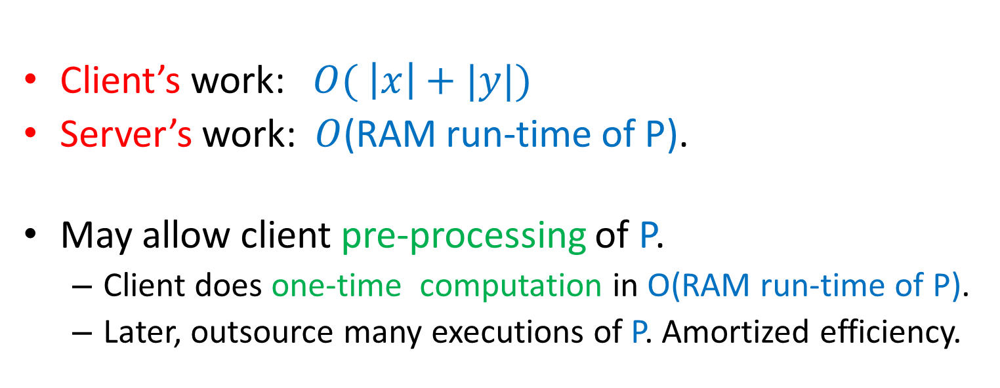 • Client’s work: O( |x| + |y|)
• Server’s work: O(RAM run-time of P).
• May allow client pre-processing of P.
– Client does one-time computation in O(RAM run-time of P).
– Later, outsource many executions of P. Amortized efficiency.